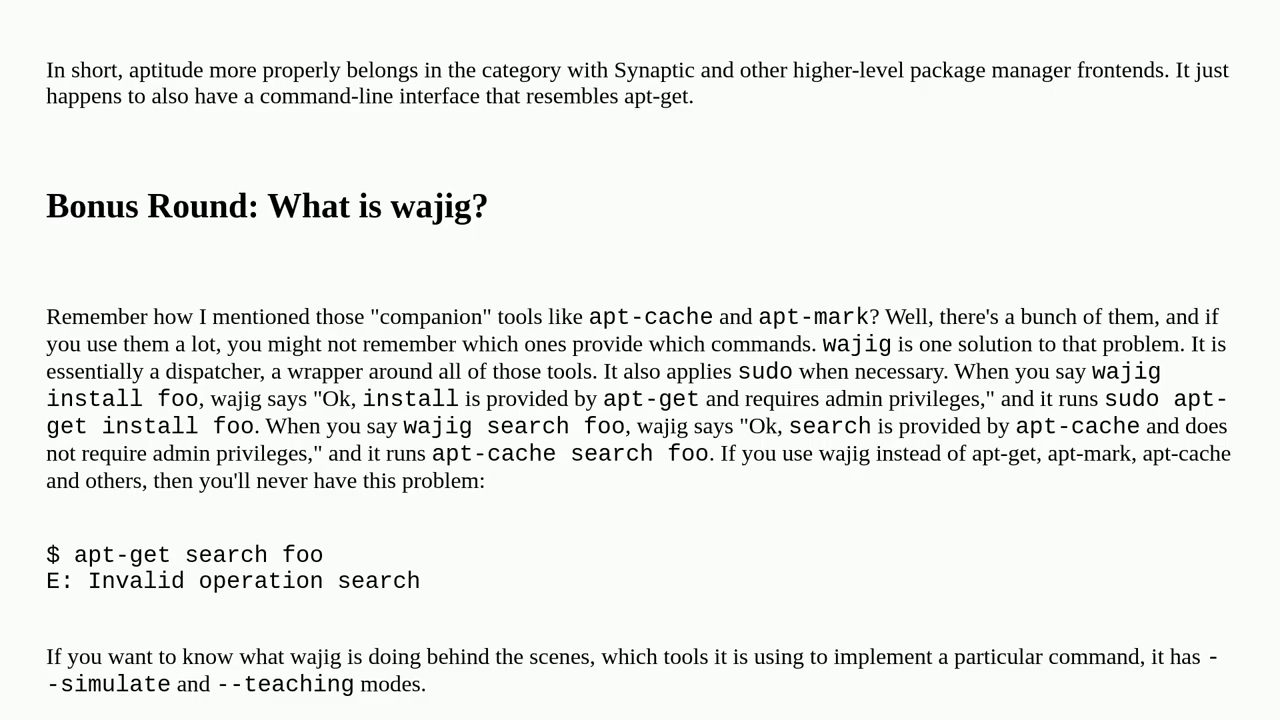 In short, aptitude more properly belongs in the category with Synaptic and other higher-level package manager frontends. It just
happens to also have a command-line interface that resembles apt-get.
Bonus Round: What is wajig?
Remember how I mentioned those "companion" tools like apt-cache and apt-mark? Well, there's a bunch of them, and if
you use them a lot, you might not remember which ones provide which commands. wajig is one solution to that problem. It is
essentially a dispatcher, a wrapper around all of those tools. It also applies sudo when necessary. When you say wajig
install foo, wajig says "Ok, install is provided by apt-get and requires admin privileges," and it runs sudo apt-
get install foo. When you say wajig search foo, wajig says "Ok, search is provided by apt-cache and does
not require admin privileges," and it runs apt-cache search foo. If you use wajig instead of apt-get, apt-mark, apt-cache
and others, then you'll never have this problem:
$ apt-get search foo
E: Invalid operation search
If you want to know what wajig is doing behind the scenes, which tools it is using to implement a particular command, it has -
-simulate and --teaching modes.